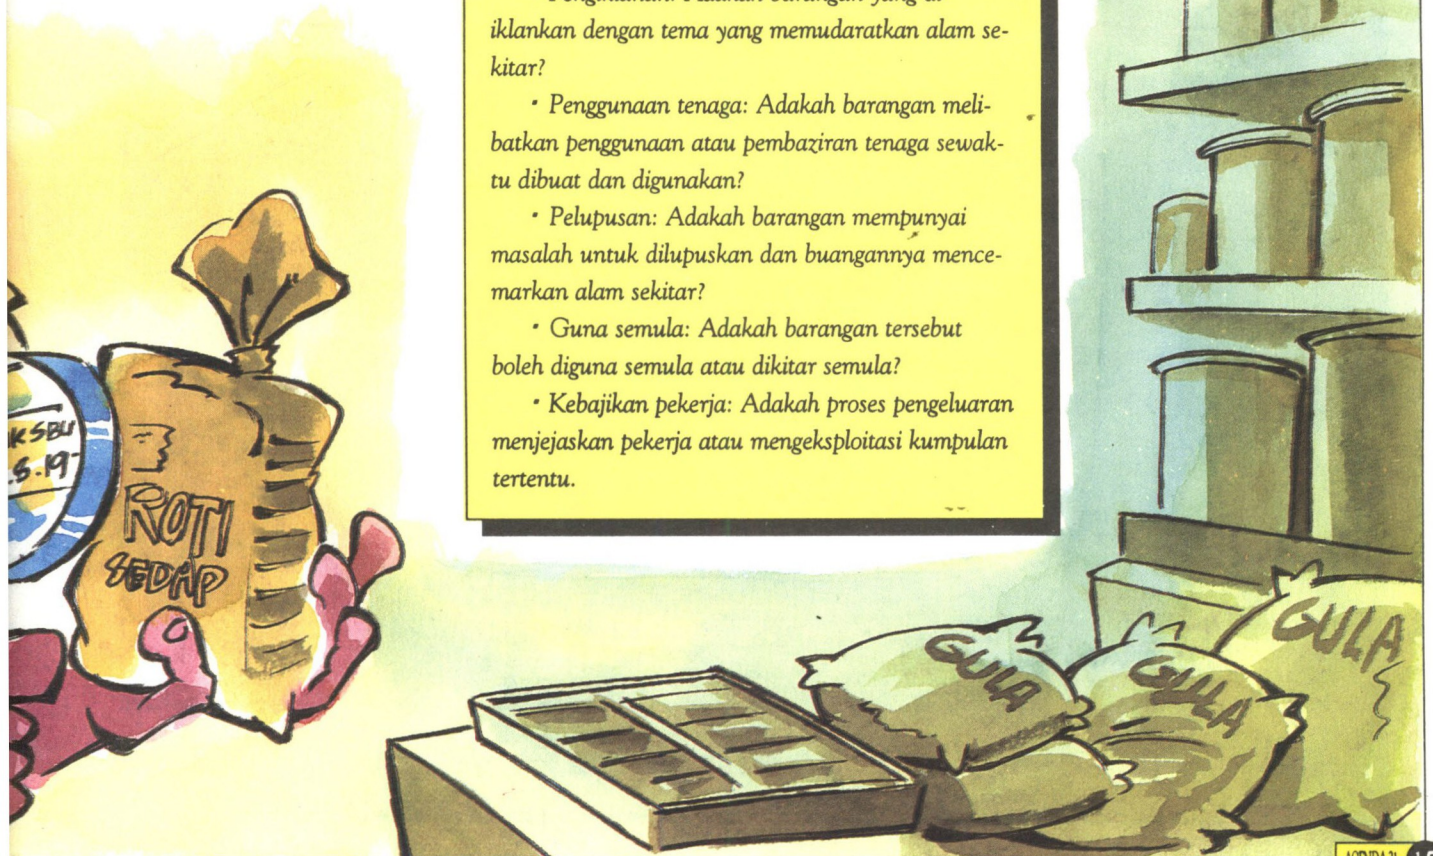 iklankan dengan tema yang memudaratkan alam se-
kitar?
• Penggunaan tenaga: Adakah barangan meli-
batkan penggunaan atau pembaziran tenaga sewak-
tu dibuat dan digunakan?
• Pelupusan: Adakah barangan mempunyai
masalah untuk dilupuskan dan buangannya mence-
markan alam sekitar?
• Guna semula: Adakah barangan tersebut
boleh diguna semula atau dikitar semula?
• Kebajikan pekerja: Adakah proses pengeluaran
menjejaskan pekerja atau mengeksploitasi kumpulan
tertentu.
ROTI
SEDAP
GULA
GULA
GULA